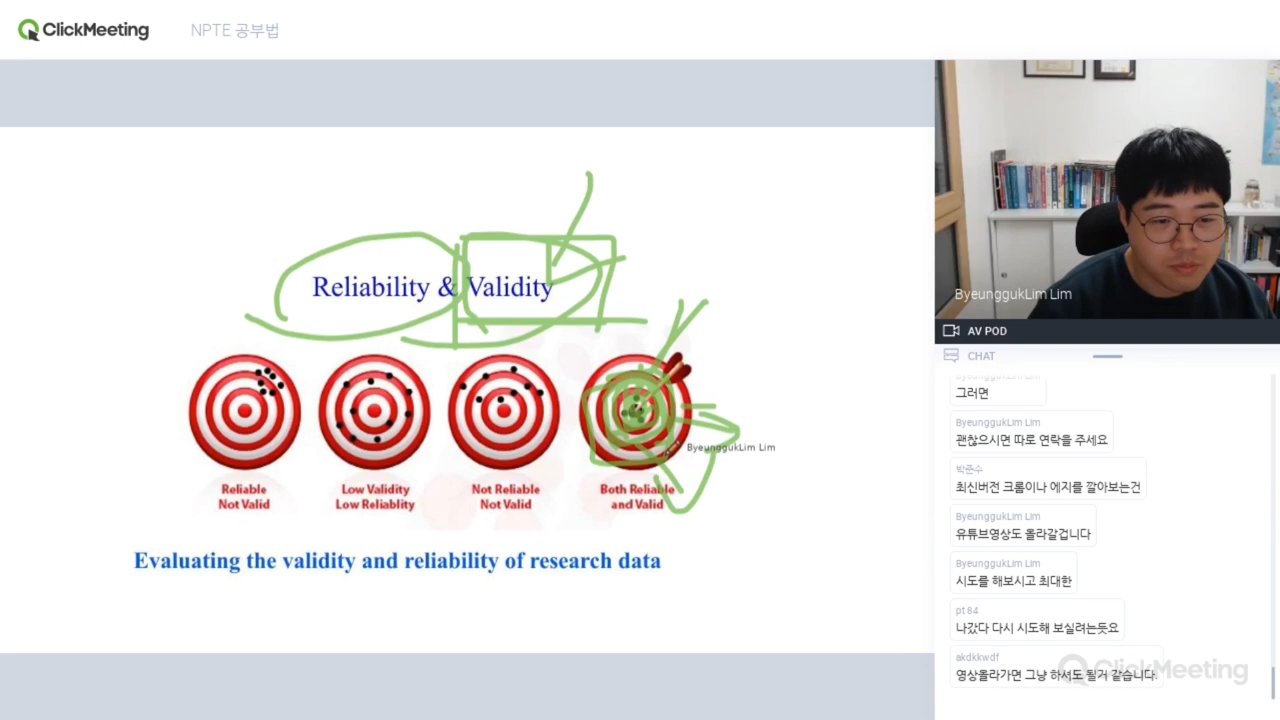 ClickMeeting
NPTE 공부법
Reliability & Validity
ByeunggukLim Lim
Reliable
Not Valid
Low Validity
Low Reliablity
Not Reliable
Not Valid
Both Reliable
and Valid
Evaluating the validity and reliability of research data
ByeunggukLim Lim
AV POD
CHAT
그러면
ByeunggukLim Lim
괜찮으시면 따로 연락을 주세요
박준수
최신버전 크롬이나 에지를 깔아보는건
ByeunggukLim Lim
유튜브영상도 올라갈겁니다
ByeunggukLim Lim
시도를 해보시고 최대한
pt 84
나갔다 다시 시도해 보실려는듯요
akdkkwdf
영상올라가면 그냥 하셔도 될거 같습니다.
ClickMeeting